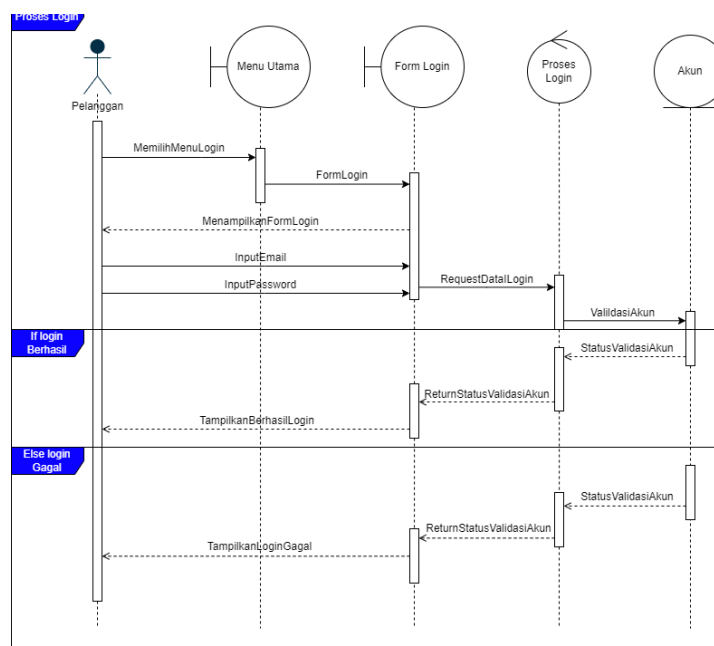 Proses Login
Menu Utama
Form Login
Proses
Login
Akun
Pelanggan
MemilihMenuLogin
FormLogin
MenampilkanFormLogin
InputEmail
RequestDatalLogin
InputPassword
ValildasiAkun
If login
Berhasil
StatusValidasiAkun
ReturnStatusValidasiAkun
TampilkanBerhasilLogin
Else login
Gagal
StatusValidasiAkun
ReturnStatusValidasiAkun
TampilkanLoginGagal